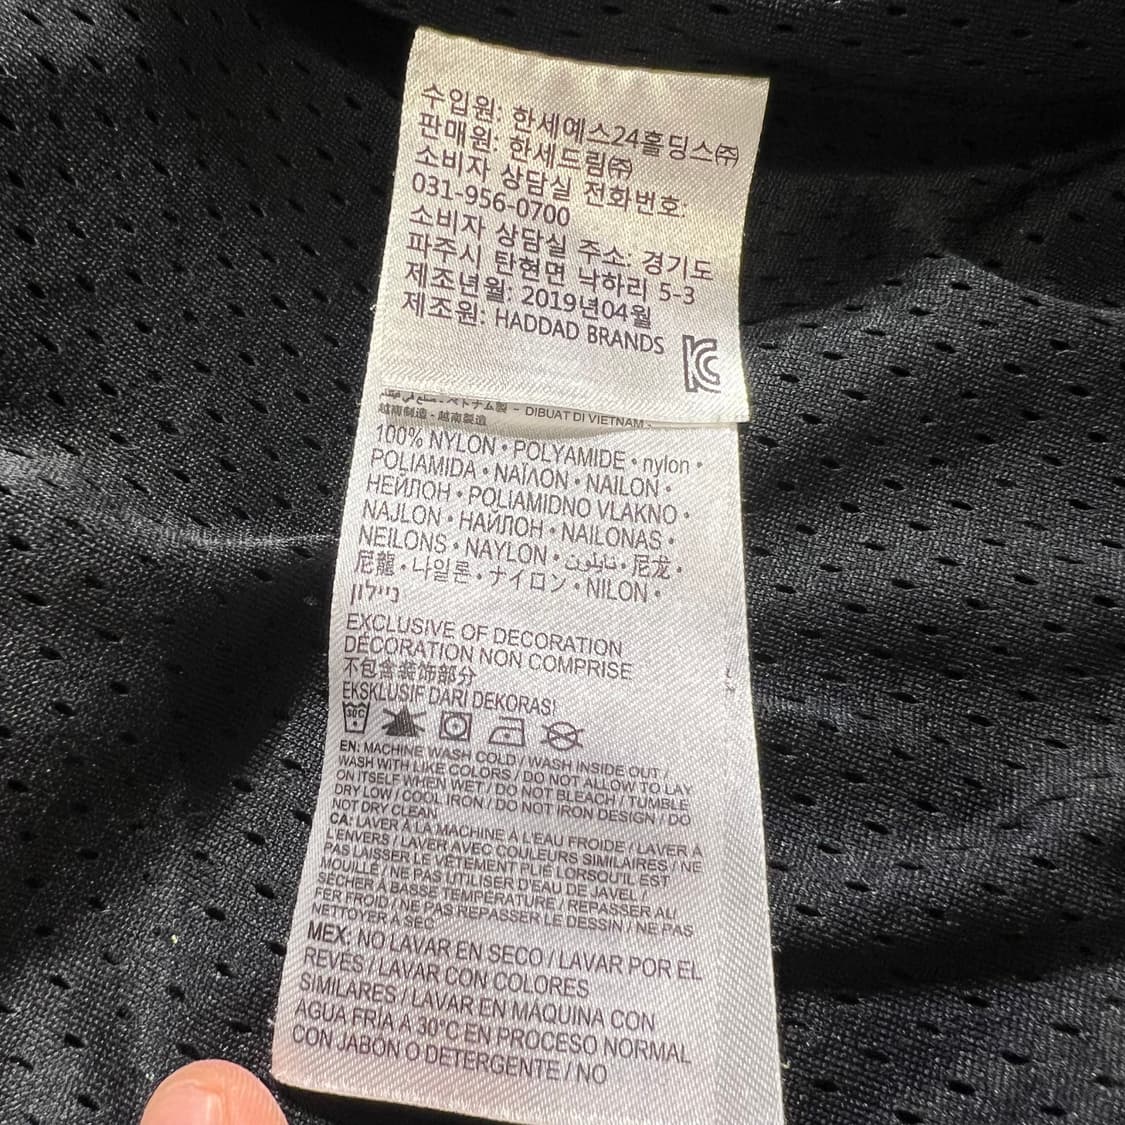 수입원: 한세예스24홀딩스㈜
판매원: 한세드림㈜
소비자 상담실 전화번호:
031-956-0700
소비자 상담실 주소: 경기도
파주시 탄현면 낙하리 5-3
제조년월: 2019년04월
제조원: HADDAD BRANDS
ベトナム製 - DIBUAT DI VIETNAM -
越南制造 - 越南製造
100% NYLON • POLYAMIDE • nylon •
POLIAMIDA • ΝΑΪΛΟΝ • NAILON •
НЕЙЛОН • POLIAMIDNO VLAKNO •
NAJLON • НАЙЛОН • NAILONAS •
NEILONS • NAYLON • نايلون • 尼龙 •
尼龍 • 나일론 • ナイロン • NILON •
ניילון
EXCLUSIVE OF DECORATION
DÉCORATION NON COMPRISE
不包含装饰部分
EKSKLUSIF DARI DEKORASI
30°C
EN: MACHINE WASH COLD / WASH INSIDE OUT /
WASH WITH LIKE COLORS / DO NOT ALLOW TO LAY
ON ITSELF WHEN WET / DO NOT BLEACH / TUMBLE
DRY LOW / COOL IRON / DO NOT IRON DESIGN / DO
NOT DRY CLEAN
CA: LAVER À LA MACHINE À L'EAU FROIDE / LAVER À
L'ENVERS / LAVER AVEC COULEURS SIMILAIRES / NE
PAS LAISSER LE VÊTEMENT PLIÉ LORSQU'IL EST
MOUILLÉ / NE PAS UTILISER D'EAU DE JAVEL /
SÉCHER À BASSE TEMPÉRATURE / REPASSER AU
FER FROID / NE PAS REPASSER LE DESSIN / NE PAS
NETTOYER À SEC
MEX: NO LAVAR EN SECO / LAVAR POR EL
REVÉS / LAVAR CON COLORES
SIMILARES / LAVAR EN MÁQUINA CON
AGUA FRIA A 30°C EN PROCESO NORMAL
CON JABÓN O DETERGENTE / NO